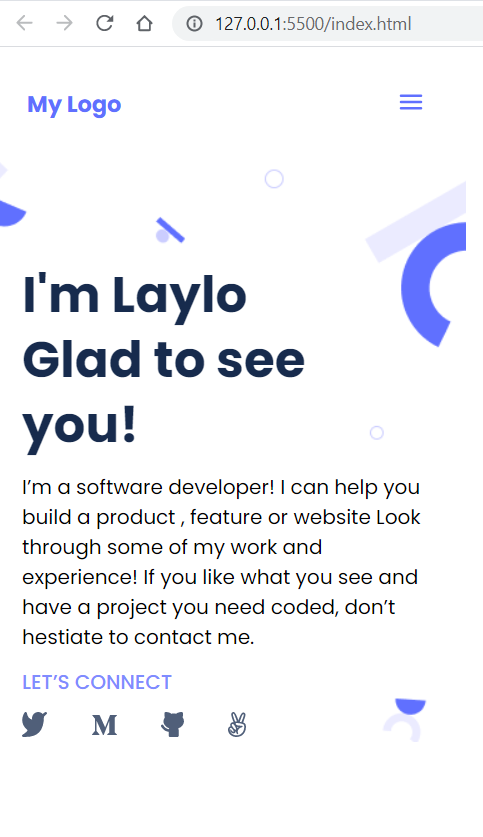 127.0.0.1:5500/index.html
My Logo
I'm Laylo
Glad to see
you!
I’m a software developer! I can help you
build a product , feature or website Look
through some of my work and
experience! If you like what you see and
have a project you need coded, don’t
hestiate to contact me.
LET’S CONNECT